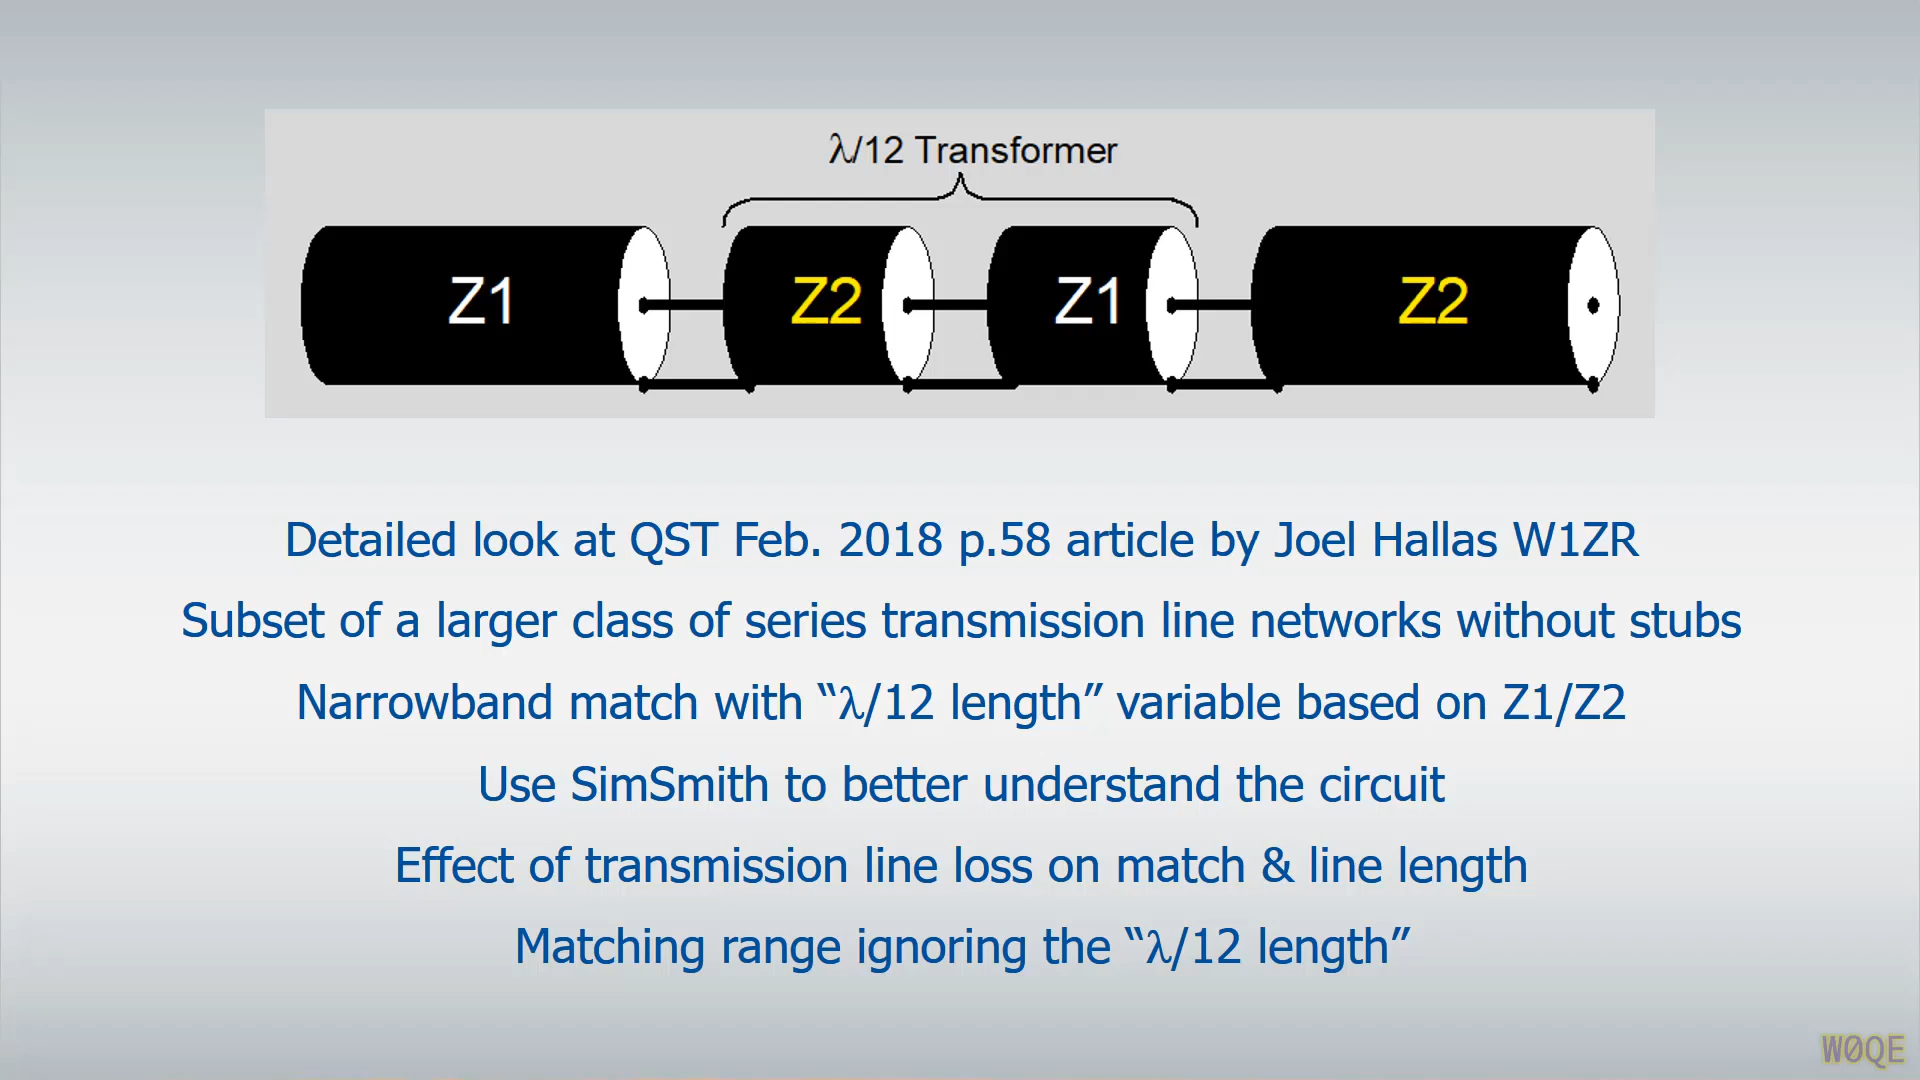 λ/12 Transformer
Z1 Z2 Z1 Z2
Detailed look at QST Feb. 2018 p.58 article by Joel Hallas W1ZR
Subset of a larger class of series transmission line networks without stubs
Narrowband match with “λ/12 length” variable based on Z1/Z2
Use SimSmith to better understand the circuit
Effect of transmission line loss on match & line length
Matching range ignoring the “λ/12 length”
W0QE